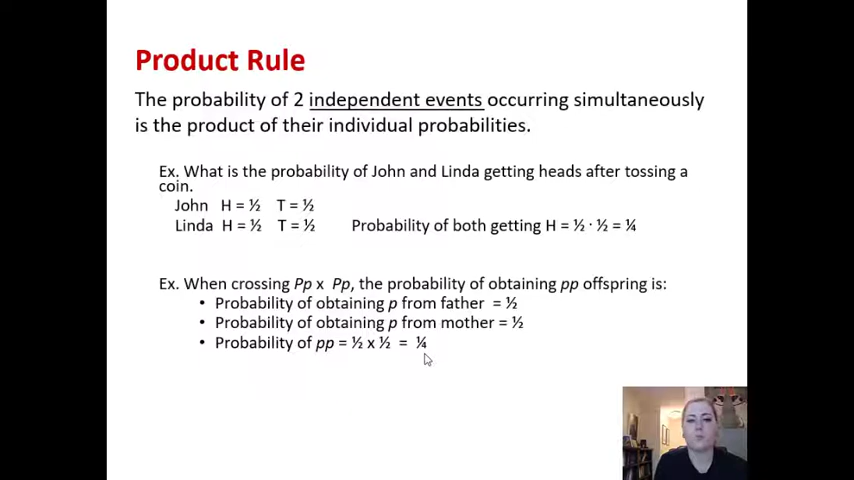 Product Rule
The probability of 2 independent events occurring simultaneously
is the product of their individual probabilities.
Ex. What is the probability of John and Linda getting heads after tossing a
coin.
John H = ½ T = ½
Linda H = ½ T = ½ Probability of both getting H = ½ · ½ = ¼
Ex. When crossing Pp x Pp, the probability of obtaining pp offspring is:
• Probability of obtaining p from father = ½
• Probability of obtaining p from mother = ½
• Probability of pp = ½ x ½ = ¼